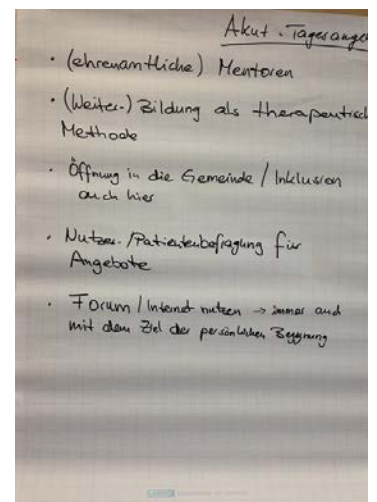 Akut-Tagesange
• (ehrenamtliche) Mentoren
• (Weiter-) Bildung als therapeutisch
Methode
• Öffnung in die Gemeinde / Inklusion
auch hier
• Nutzer-/Patientenbefragung für
Angebote
• Forum / Internet nutzen → immer auch
mit dem Ziel der persönlichen Begegnung